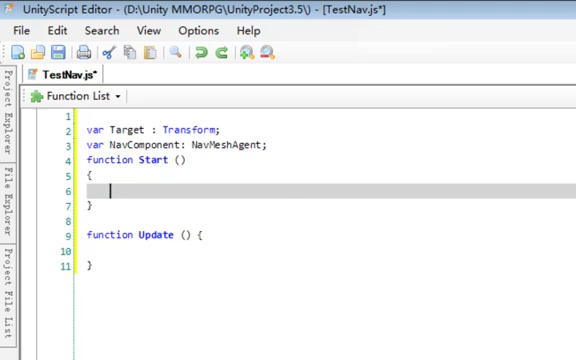 UnityScript Editor - (D:\Unity MMORPG\UnityProject3.5\) - [TestNav.js*]
File Edit Search View Options Help
TestNav.js*
Function List
Project Explorer
File Explorer
Project File List
1
2 var Target : Transform;
3 var NavComponent: NavMeshAgent;
4 function Start ()
5 {
6
7 }
8
9 function Update () {
10
11 }